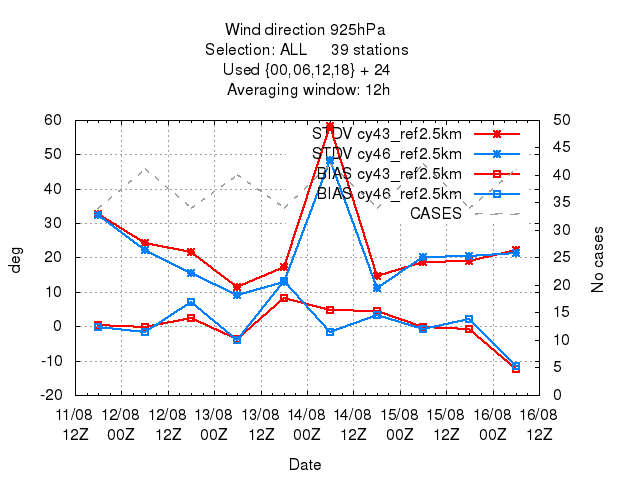 Wind direction 925hPa
Selection: ALL 39 stations
Used {00,06,12,18} + 24
Averaging window: 12h
STDV cy43_ref2.5km
STDV cy46_ref2.5km
BIAS cy43_ref2.5km
BIAS cy46_ref2.5km
CASES
deg
60
50
40
30
20
10
0
-10
-20
No cases
50
45
40
35
30
25
20
15
10
5
0
11/08 12/08 12/08 13/08 13/08 14/08 14/08 15/08 15/08 16/08 16/08
12Z 00Z 12Z 00Z 12Z 00Z 12Z 00Z 12Z 00Z 12Z
Date